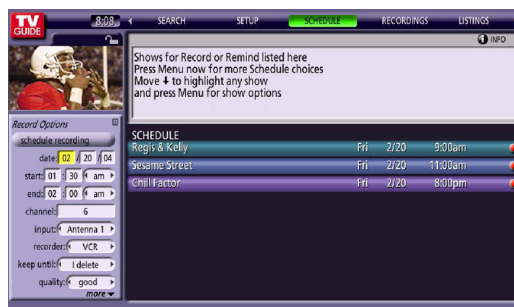 TV GUIDE
8:08
SEARCH SETUP SCHEDULE RECORDINGS LISTINGS
INFO
Shows for Record or Remind listed here
Press Menu now for more Schedule choices
Move ↓ to highlight any show
and press Menu for show options
Record Options
schedule recording
date: 02 / 20 / 04
start: 01 : 30 am
end: 02 : 00 am
channel: 6
input: Antenna 1
recorder: VCR
keep until: I delete
quality: good
more
SCHEDULE
Regis & Kelly Fri 2/20 9:00am
Sesame Street Fri 2/20 11:00am
Chill Factor Fri 2/20 8:00pm